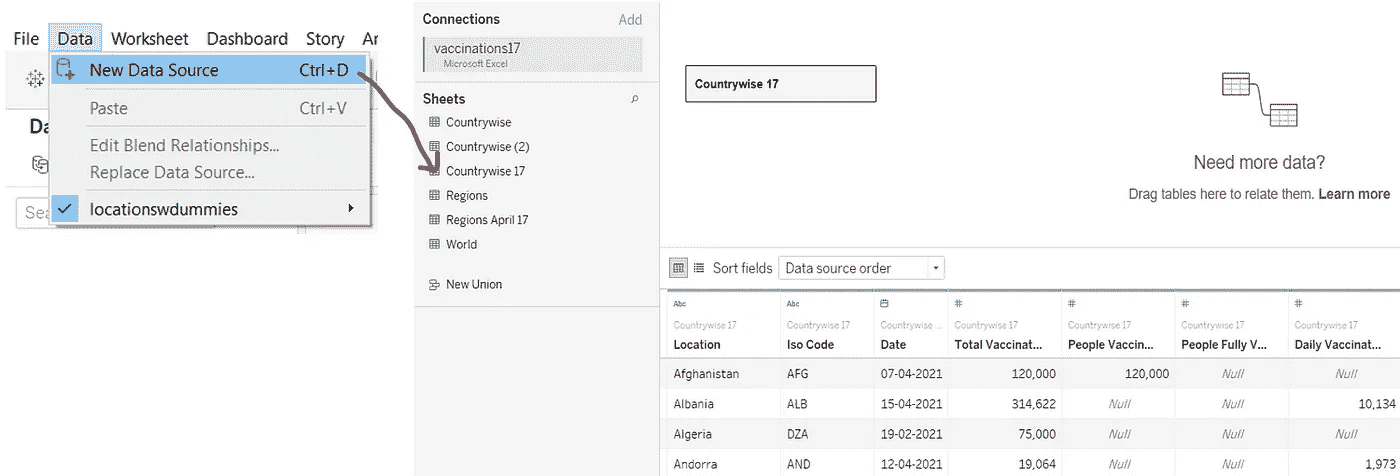 File Data Worksheet Dashboard Story
New Data Source Ctrl+D
Paste Ctrl+V
Edit Blend Relationships...
Replace Data Source...
locationswdummies
Connections Add
vaccinations17
Microsoft Excel
Sheets
Countrywise
Countrywise (2)
Countrywise 17
Regions
Regions April 17
World
New Union
Countrywise 17
Need more data?
Drag tables here to relate them. Learn more
Sort fields Data source order
Abc Abc # # # #
Countrywise 17 Countrywise 17 Countrywise ... Countrywise 17 Countrywise 17 Countrywise 17 Countrywise 17
Location Iso Code Date Total Vaccinat... People Vaccin... People Fully V... Daily Vaccinat...
Afghanistan AFG 07-04-2021 120,000 120,000 Null Null
Albania ALB 15-04-2021 314,622 Null Null 10,134
Algeria DZA 19-02-2021 75,000 Null Null Null
Andorra AND 12-04-2021 19,064 Null Null 1,973